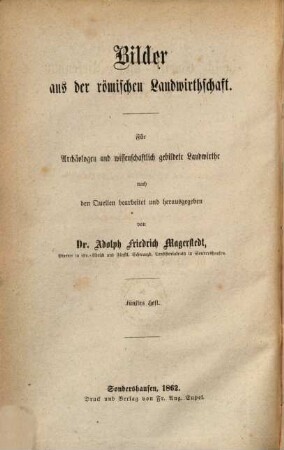 Bilder
aus der römischen Landwirthschaft.
Für
Archäologen und wissenschaftlich gebildete Landwirthe
nach
den Quellen bearbeitet und herausgegeben
von
Dr. Adolph Friedrich Magerstedt,
Fünftes Heft.
Sondershausen, 1862.
Druck und Verlag von Fr. Aug. Eupel.